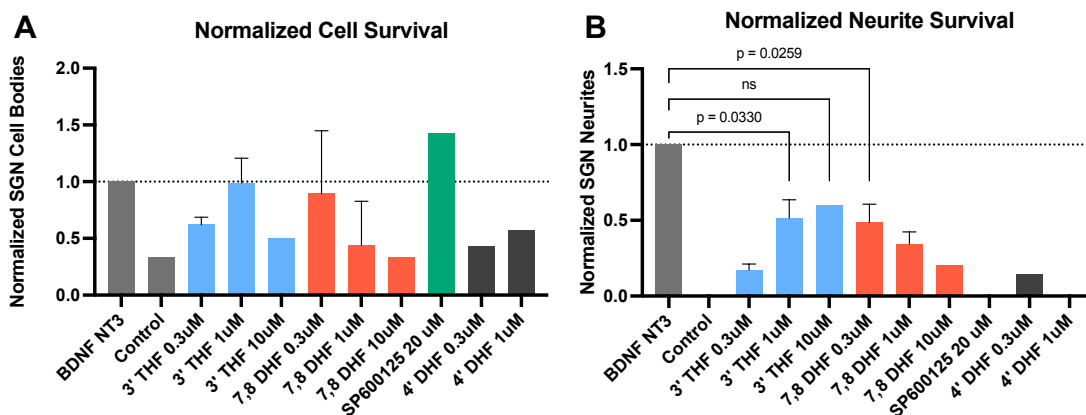 A
Normalized Cell Survival
Normalized SGN Cell Bodies
2.0
1.5
1.0
0.5
0.0
BDNF NT3
Control
3' THF 0.3uM
3' THF 1uM
3' THF 10uM
7,8 DHF 0.3uM
7,8 DHF 1uM
7,8 DHF 10uM
SP600125 20 uM
4' DHF 0.3uM
4' DHF 1uM
B
Normalized Neurite Survival
Normalized SGN Neurites
1.5
1.0
0.5
0.0
p = 0.0259
ns
p = 0.0330
BDNF NT3
Control
3' THF 0.3uM
3' THF 1uM
3' THF 10uM
7,8 DHF 0.3uM
7,8 DHF 1uM
7,8 DHF 10uM
SP600125 20 uM
4' DHF 0.3uM
4' DHF 1uM